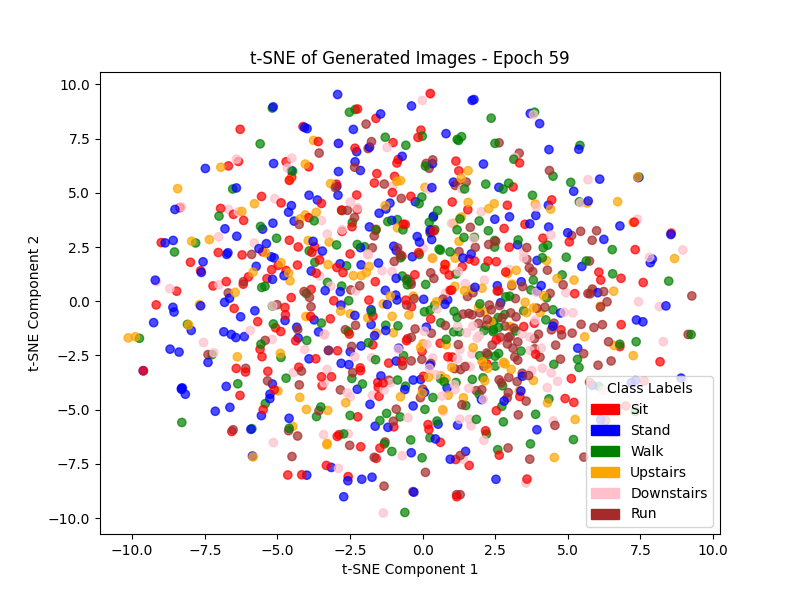 t-SNE of Generated Images - Epoch 59
10.0
7.5
5.0
2.5
0.0
−2.5
−5.0
−7.5
−10.0
t-SNE Component 2
Class Labels
Sit
Stand
Walk
Upstairs
Downstairs
Run
−10.0 −7.5 −5.0 −2.5 0.0 2.5 5.0 7.5 10.0
t-SNE Component 1